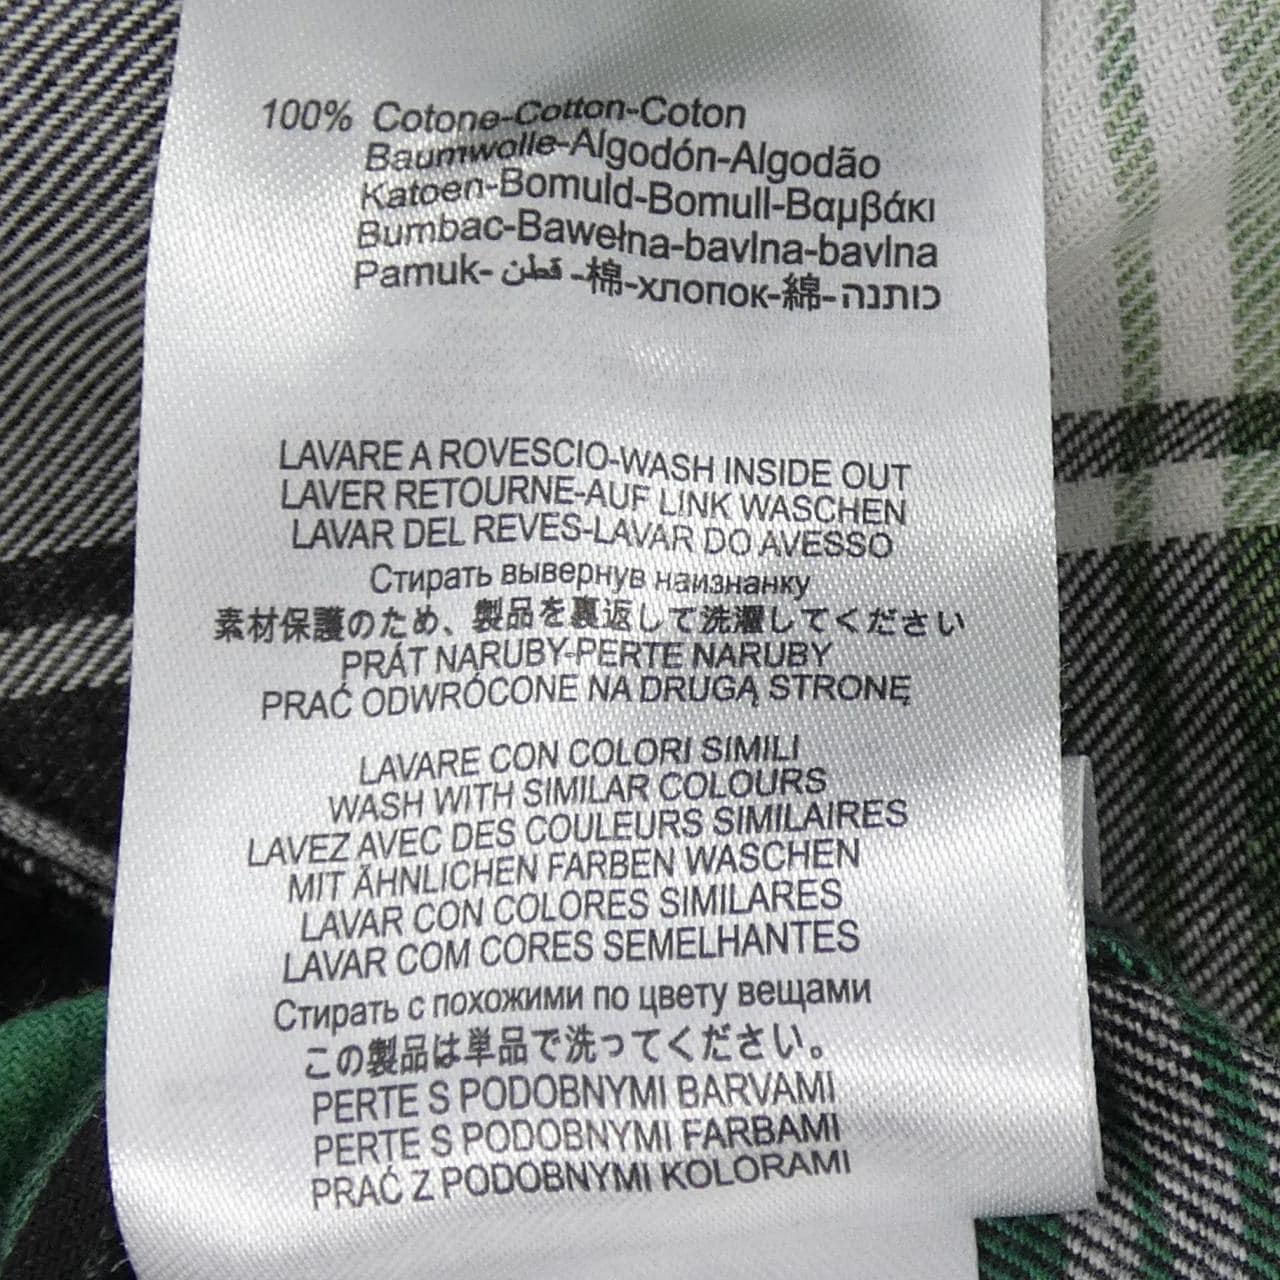 100% Cotone-Cotton-Coton
Baumwolle-Algodón-Algodão
Katoen-Bomuld-Bomull-Βαμβάκι
Bumbac-Bawełna-bavlna-bavlna
Pamuk-قطن-棉-хлопок-綿-כותנה
LAVARE A ROVESCIO-WASH INSIDE OUT
LAVER RETOURNE-AUF LINK WASCHEN
LAVAR DEL REVES-LAVAR DO AVESSO
Стирать вывернув наизнанку
素材保護のため、製品を裏返して洗濯してください
PRÁT NARUBY-PERTE NARUBY
PRAĆ ODWRÓCONE NA DRUGĄ STRONĘ
LAVARE CON COLORI SIMILI
WASH WITH SIMILAR COLOURS
LAVEZ AVEC DES COULEURS SIMILAIRES
MIT ÄHNLICHEN FARBEN WASCHEN
LAVAR CON COLORES SIMILARES
LAVAR COM CORES SEMELHANTES
Стирать с похожими по цвету вещами
この製品は単品で洗ってください。
PERTE S PODOBNYMI BARVAMI
PERTE S PODOBNYMI FARBAMI
PRAĆ Z PODOBNYMI KOLORAMI